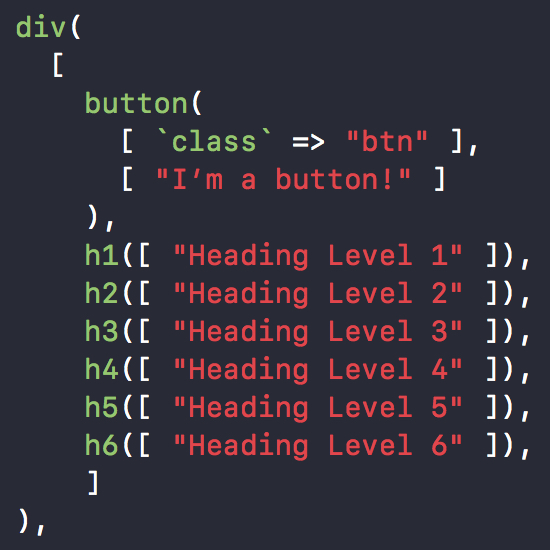 div(
  [
    button(
      [ `class` => "btn" ],
      [ "I’m a button!" ]
    ),
    h1([ "Heading Level 1" ]),
    h2([ "Heading Level 2" ]),
    h3([ "Heading Level 3" ]),
    h4([ "Heading Level 4" ]),
    h5([ "Heading Level 5" ]),
    h6([ "Heading Level 6" ]),
    ]
),